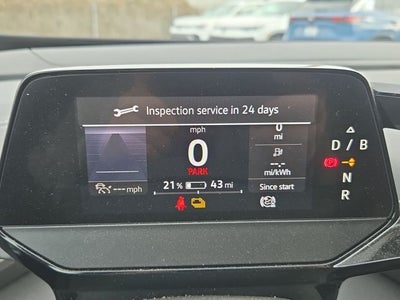 Inspection service in 24 days
mph
0
PARK
0
mi
-.-
mi/kWh
--- mph
21 %
43 mi
Since start
D / B
N
R